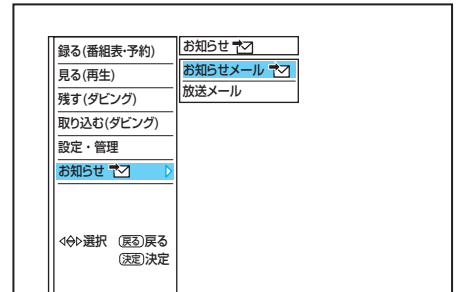 録る(番組表･予約)
見る(再生)
残す(ダビング)
取り込む(ダビング)
設定・管理
お知らせ
お知らせ
お知らせメール
放送メール
選択 戻る 戻る
決定 決定